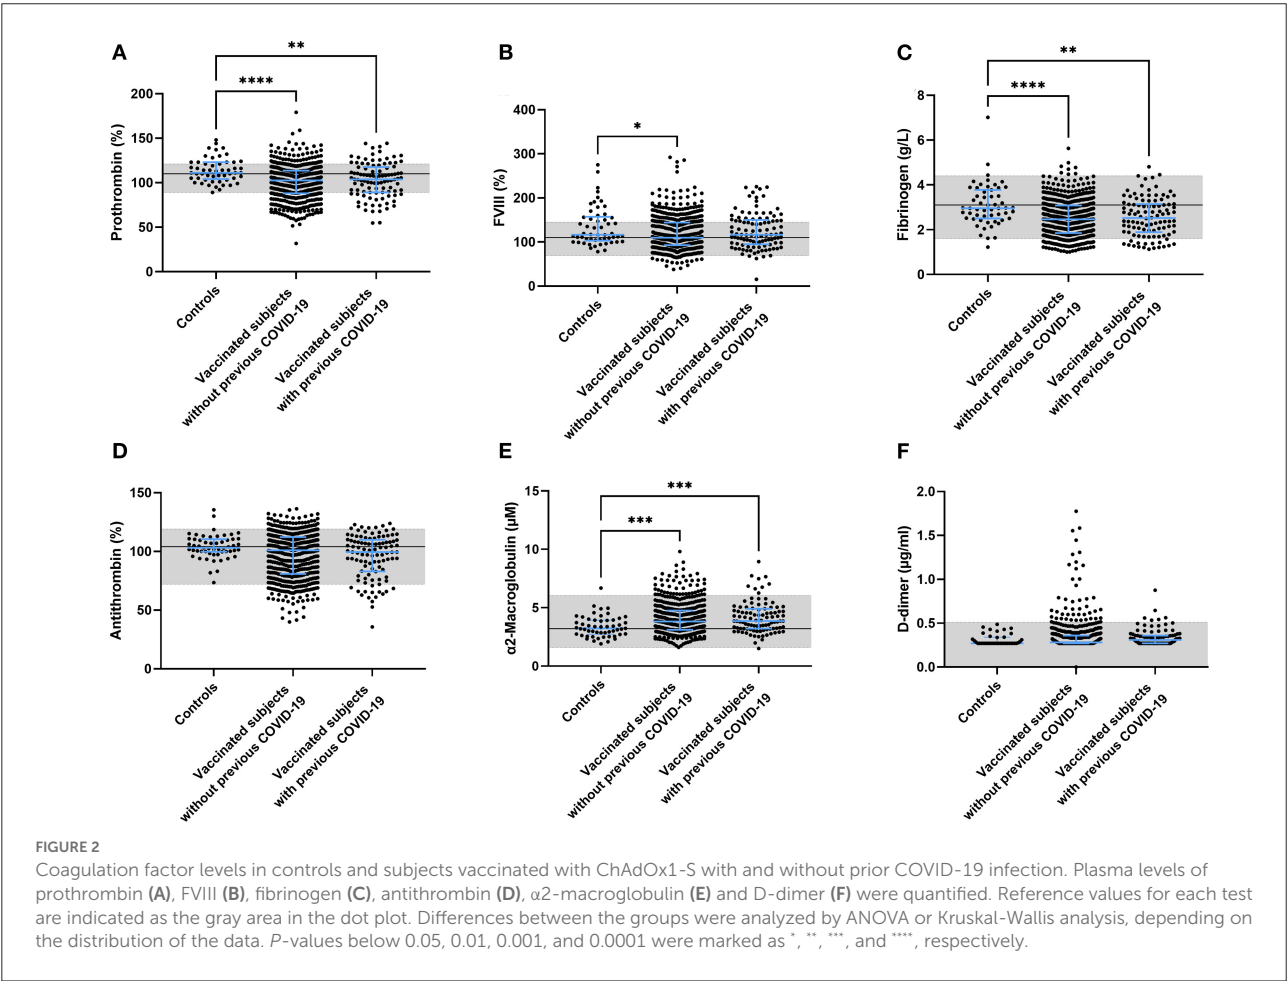 A
**
****
200
150
100
50
0
Prothrombin (%)
Controls
Vaccinated subjects
without previous COVID-19
Vaccinated subjects
with previous COVID-19
B
*
400
300
200
100
0
FVIII (%)
Controls
Vaccinated subjects
without previous COVID-19
Vaccinated subjects
with previous COVID-19
C
**
****
8
6
4
2
0
Fibrinogen (g/L)
Controls
Vaccinated subjects
without previous COVID-19
Vaccinated subjects
with previous COVID-19
D
150
100
50
0
Antithrombin (%)
Controls
Vaccinated subjects
without previous COVID-19
Vaccinated subjects
with previous COVID-19
E
***
***
15
10
5
0
α2-Macroglobulin (µM)
Controls
Vaccinated subjects
without previous COVID-19
Vaccinated subjects
with previous COVID-19
F
2.0
1.5
1.0
0.5
0.0
D-dimer (µg/ml)
Controls
Vaccinated subjects
without previous COVID-19
Vaccinated subjects
with previous COVID-19
FIGURE 2
Coagulation factor levels in controls and subjects vaccinated with ChAdOx1-S with and without prior COVID-19 infection. Plasma levels of
prothrombin (A), FVIII (B), fibrinogen (C), antithrombin (D), α2-macroglobulin (E) and D-dimer (F) were quantified. Reference values for each test
are indicated as the gray area in the dot plot. Differences between the groups were analyzed by ANOVA or Kruskal-Wallis analysis, depending on
the distribution of the data. P-values below 0.05, 0.01, 0.001, and 0.0001 were marked as *, **, ***, and ****, respectively.